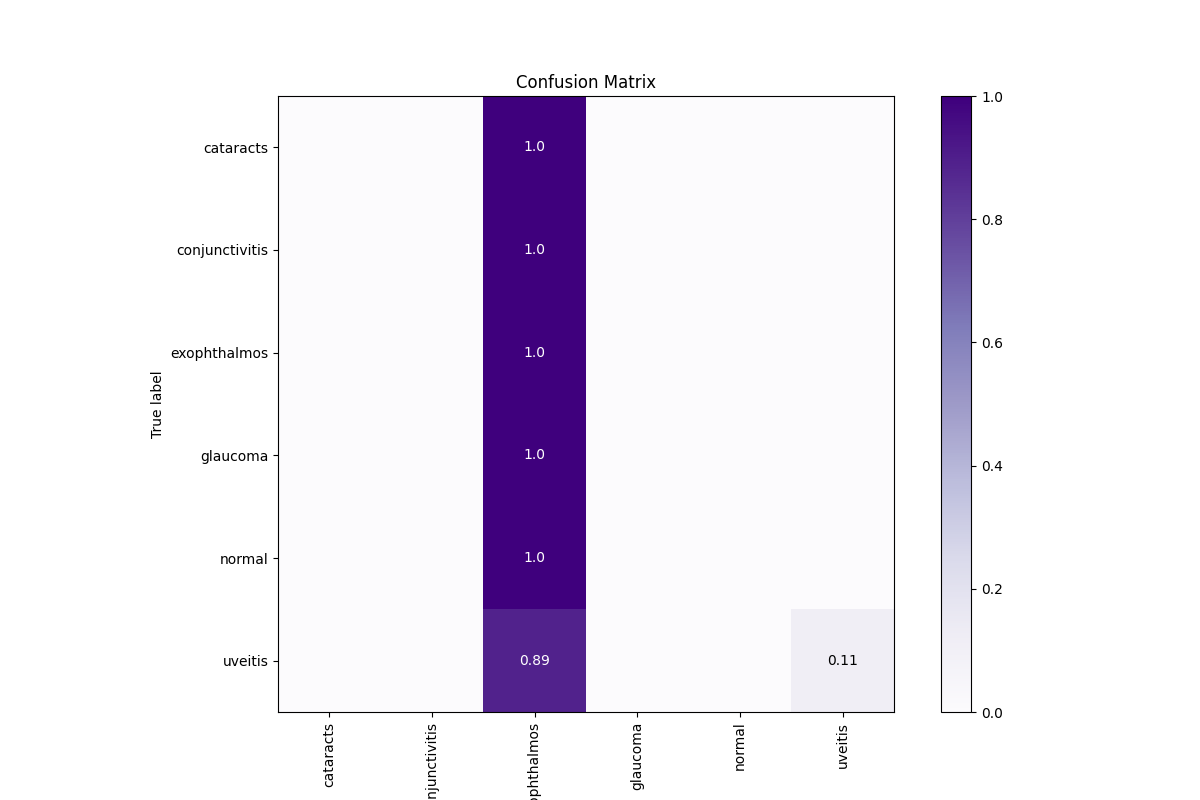 Confusion Matrix
cataracts
1.0
conjunctivitis
1.0
exophthalmos
1.0
glaucoma
1.0
normal
1.0
uveitis
0.89
0.11
True label
cataracts
njunctivitis
ophthalmos
glaucoma
normal
uveitis
1.0
0.8
0.6
0.4
0.2
0.0